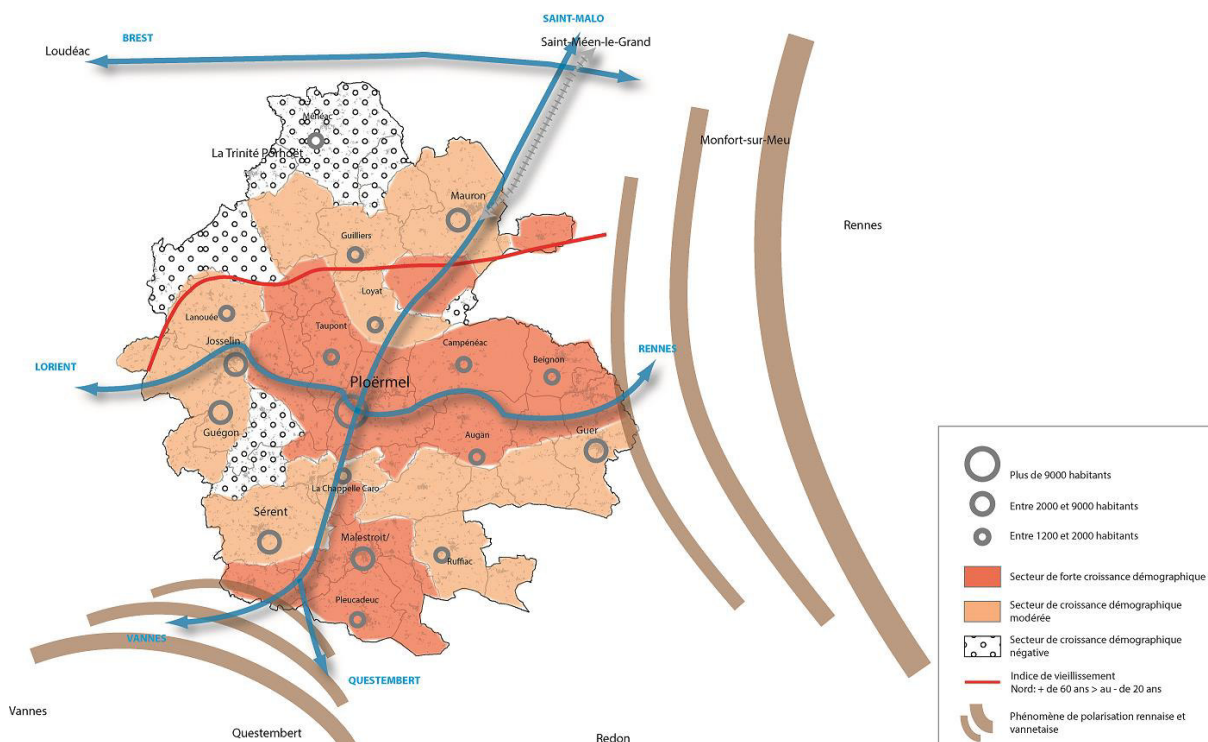 SAINT-MALO
BREST
Saint-Méen-le-Grand
Loudéac
Ménéac
La Trinité Porhoët
Monfort-sur-Meu
Mauron
Rennes
Guilliers
Loyat
Lanouée
Taupont
Josselin
Campénéac
RENNES
Beignon
LORIENT
Ploërmel
Guégon
Augan
Guer
La Chappelle Caro
Sérent
Malestroit/
Ruffiac
Pleucadeuc
VANNES
QUESTEMBERT
Vannes
Questembert
Redon
Plus de 9000 habitants
Entre 2000 et 9000 habitants
Entre 1200 et 2000 habitants
Secteur de forte croissance démographique
Secteur de croissance démographique
modérée
Secteur de croissance démographique
négative
Indice de vieillissement
Nord: + de 60 ans > au - de 20 ans
Phénomène de polarisation rennaise et
vannetaise